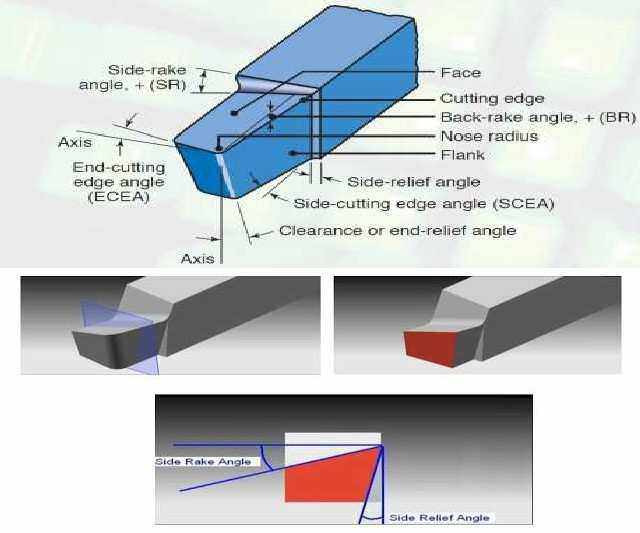 Side-rake
angle, + (SR)
Axis
End-cutting
edge angle
(ECEA)
Face
Cutting edge
Back-rake angle, + (BR)
Nose radius
Flank
Side-relief angle
Side-cutting edge angle (SCEA)
Clearance or end-relief angle
Axis
Side Rake Angle
Side Relief Angle